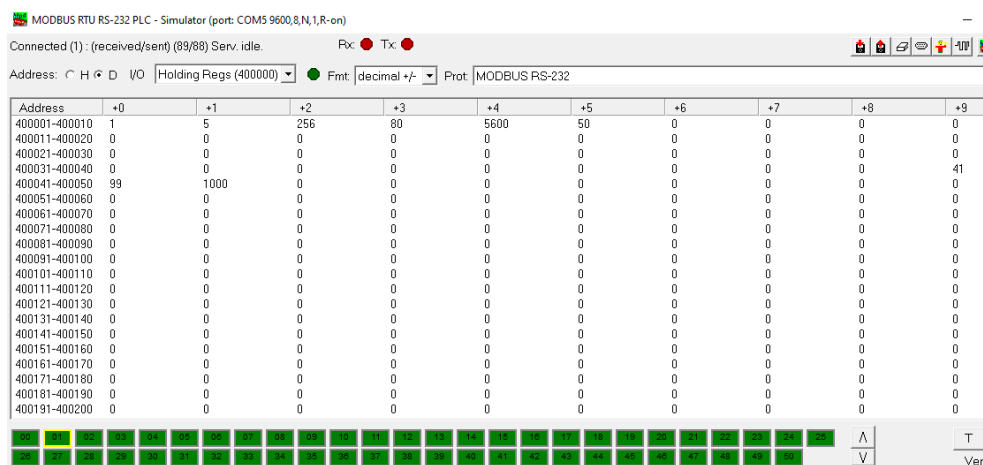 MODBUS RTU RS-232 PLC - Simulator (port: COM5 9600,8,N,1,R-on)
Connected (1) : (received/sent) (89/88) Serv. idle. Rx: Tx:
Address: H D I/O Holding Regs (400000) Fmt: decimal +/- Prot: MODBUS RS-232
Address +0 +1 +2 +3 +4 +5 +6 +7 +8 +9
400001-400010 1 5 256 80 5600 50 0 0 0 0
400011-400020 0 0 0 0 0 0 0 0 0 0
400021-400030 0 0 0 0 0 0 0 0 0 0
400031-400040 0 0 0 0 0 0 0 0 0 41
400041-400050 99 1000 0 0 0 0 0 0 0 0
400051-400060 0 0 0 0 0 0 0 0 0 0
400061-400070 0 0 0 0 0 0 0 0 0 0
400071-400080 0 0 0 0 0 0 0 0 0 0
400081-400090 0 0 0 0 0 0 0 0 0 0
400091-400100 0 0 0 0 0 0 0 0 0 0
400101-400110 0 0 0 0 0 0 0 0 0 0
400111-400120 0 0 0 0 0 0 0 0 0 0
400121-400130 0 0 0 0 0 0 0 0 0 0
400131-400140 0 0 0 0 0 0 0 0 0 0
400141-400150 0 0 0 0 0 0 0 0 0 0
400151-400160 0 0 0 0 0 0 0 0 0 0
400161-400170 0 0 0 0 0 0 0 0 0 0
400171-400180 0 0 0 0 0 0 0 0 0 0
400181-400190 0 0 0 0 0 0 0 0 0 0
400191-400200 0 0 0 0 0 0 0 0 0 0
00 01 02 03 04 05 06 07 08 09 10 11 12 13 14 15 16 17 18 19 20 21 22 23 24 25 T
26 27 28 29 30 31 32 33 34 35 36 37 38 39 40 41 42 43 44 45 46 47 48 49 50 Ver